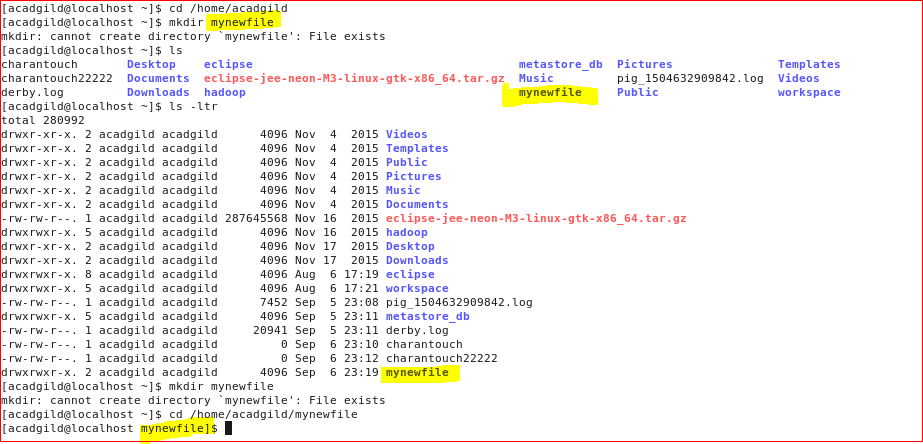 [acadgild@localhost ~]$ cd /home/acadgild
[acadgild@localhost ~]$ mkdir mynewfile
mkdir: cannot create directory `mynewfile': File exists
[acadgild@localhost ~]$ ls
charantouch       Desktop    eclipse                                      metastore_db  Pictures               Templates
charantouch22222  Documents  eclipse-jee-neon-M3-linux-gtk-x86_64.tar.gz  Music         pig_1504632909842.log  Videos
derby.log         Downloads  hadoop                                       mynewfile     Public                 workspace
[acadgild@localhost ~]$ ls -ltr
total 280992
drwxr-xr-x. 2 acadgild acadgild      4096 Nov  4  2015 Videos
drwxr-xr-x. 2 acadgild acadgild      4096 Nov  4  2015 Templates
drwxr-xr-x. 2 acadgild acadgild      4096 Nov  4  2015 Public
drwxr-xr-x. 2 acadgild acadgild      4096 Nov  4  2015 Pictures
drwxr-xr-x. 2 acadgild acadgild      4096 Nov  4  2015 Music
drwxr-xr-x. 2 acadgild acadgild      4096 Nov  4  2015 Documents
-rw-rw-r--. 1 acadgild acadgild 287645568 Nov 16  2015 eclipse-jee-neon-M3-linux-gtk-x86_64.tar.gz
drwxrwxr-x. 5 acadgild acadgild      4096 Nov 16  2015 hadoop
drwxr-xr-x. 2 acadgild acadgild      4096 Nov 17  2015 Desktop
drwxr-xr-x. 2 acadgild acadgild      4096 Nov 17  2015 Downloads
drwxrwxr-x. 8 acadgild acadgild      4096 Aug  6 17:19 eclipse
drwxrwxr-x. 5 acadgild acadgild      4096 Aug  6 17:21 workspace
-rw-rw-r--. 1 acadgild acadgild      7452 Sep  5 23:08 pig_1504632909842.log
drwxrwxr-x. 5 acadgild acadgild      4096 Sep  5 23:11 metastore_db
-rw-rw-r--. 1 acadgild acadgild     20941 Sep  5 23:11 derby.log
-rw-rw-r--. 1 acadgild acadgild         0 Sep  6 23:10 charantouch
-rw-rw-r--. 1 acadgild acadgild         0 Sep  6 23:12 charantouch22222
drwxrwxr-x. 2 acadgild acadgild      4096 Sep  6 23:19 mynewfile
[acadgild@localhost ~]$ mkdir mynewfile
mkdir: cannot create directory `mynewfile': File exists
[acadgild@localhost ~]$ cd /home/acadgild/mynewfile
[acadgild@localhost mynewfile]$